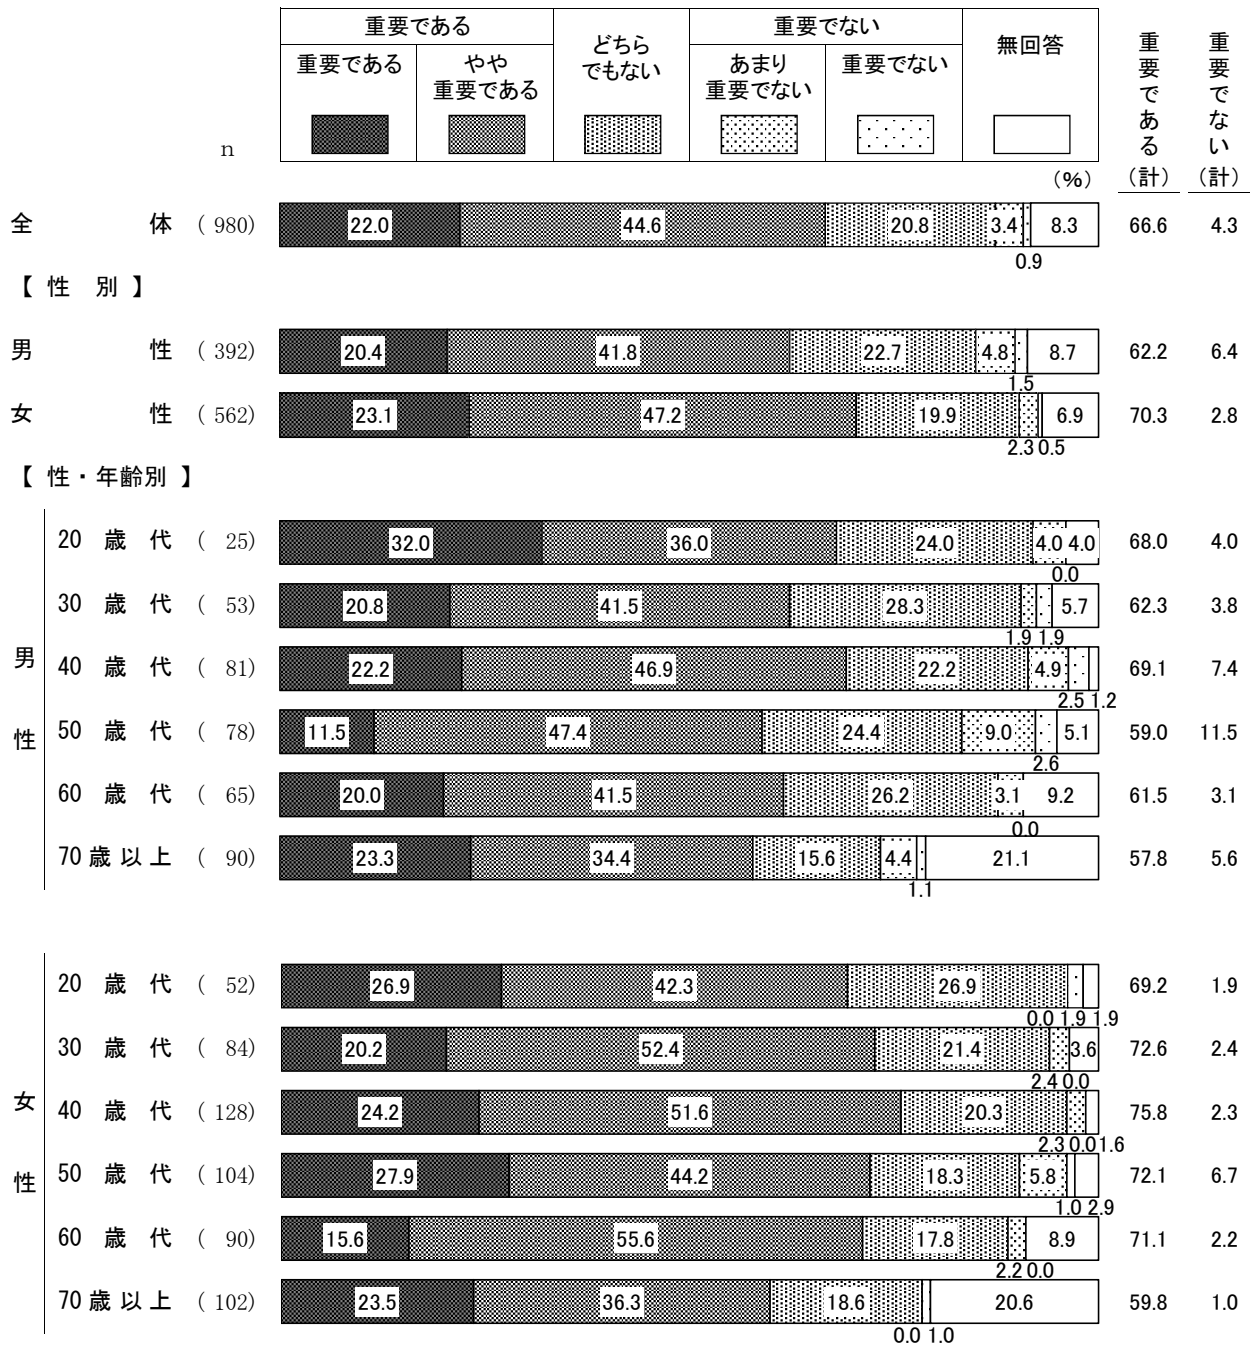 重要である 重要でない
どちら
でもない
無回答
重要である やや
重要である
あまり
重要でない
重要でない
重要である
(計)
重要でない
(計)
n
(%)
全 体 ( 980) 22.0 44.6 20.8 3.4 8.3 66.6 4.3
0.9
【 性 別 】
男 性 ( 392) 20.4 41.8 22.7 4.8 8.7 62.2 6.4
1.5
女 性 ( 562) 23.1 47.2 19.9 6.9 70.3 2.8
2.3 0.5
【 性・年齢別 】
男性
20 歳 代 ( 25) 32.0 36.0 24.0 4.0 4.0 68.0 4.0
0.0
30 歳 代 ( 53) 20.8 41.5 28.3 5.7 62.3 3.8
1.9 1.9
40 歳 代 ( 81) 22.2 46.9 22.2 4.9 69.1 7.4
2.5 1.2
50 歳 代 ( 78) 11.5 47.4 24.4 9.0 5.1 59.0 11.5
2.6
60 歳 代 ( 65) 20.0 41.5 26.2 3.1 9.2 61.5 3.1
0.0
70 歳 以 上 ( 90) 23.3 34.4 15.6 4.4 21.1 57.8 5.6
1.1
女性
20 歳 代 ( 52) 26.9 42.3 26.9 69.2 1.9
0.0 1.9 1.9
30 歳 代 ( 84) 20.2 52.4 21.4 3.6 72.6 2.4
2.4 0.0
40 歳 代 ( 128) 24.2 51.6 20.3 75.8 2.3
2.3 0.0 1.6
50 歳 代 ( 104) 27.9 44.2 18.3 5.8 72.1 6.7
1.0 2.9
60 歳 代 ( 90) 15.6 55.6 17.8 8.9 71.1 2.2
2.2 0.0
70 歳 以 上 ( 102) 23.5 36.3 18.6 20.6 59.8 1.0
0.0 1.0